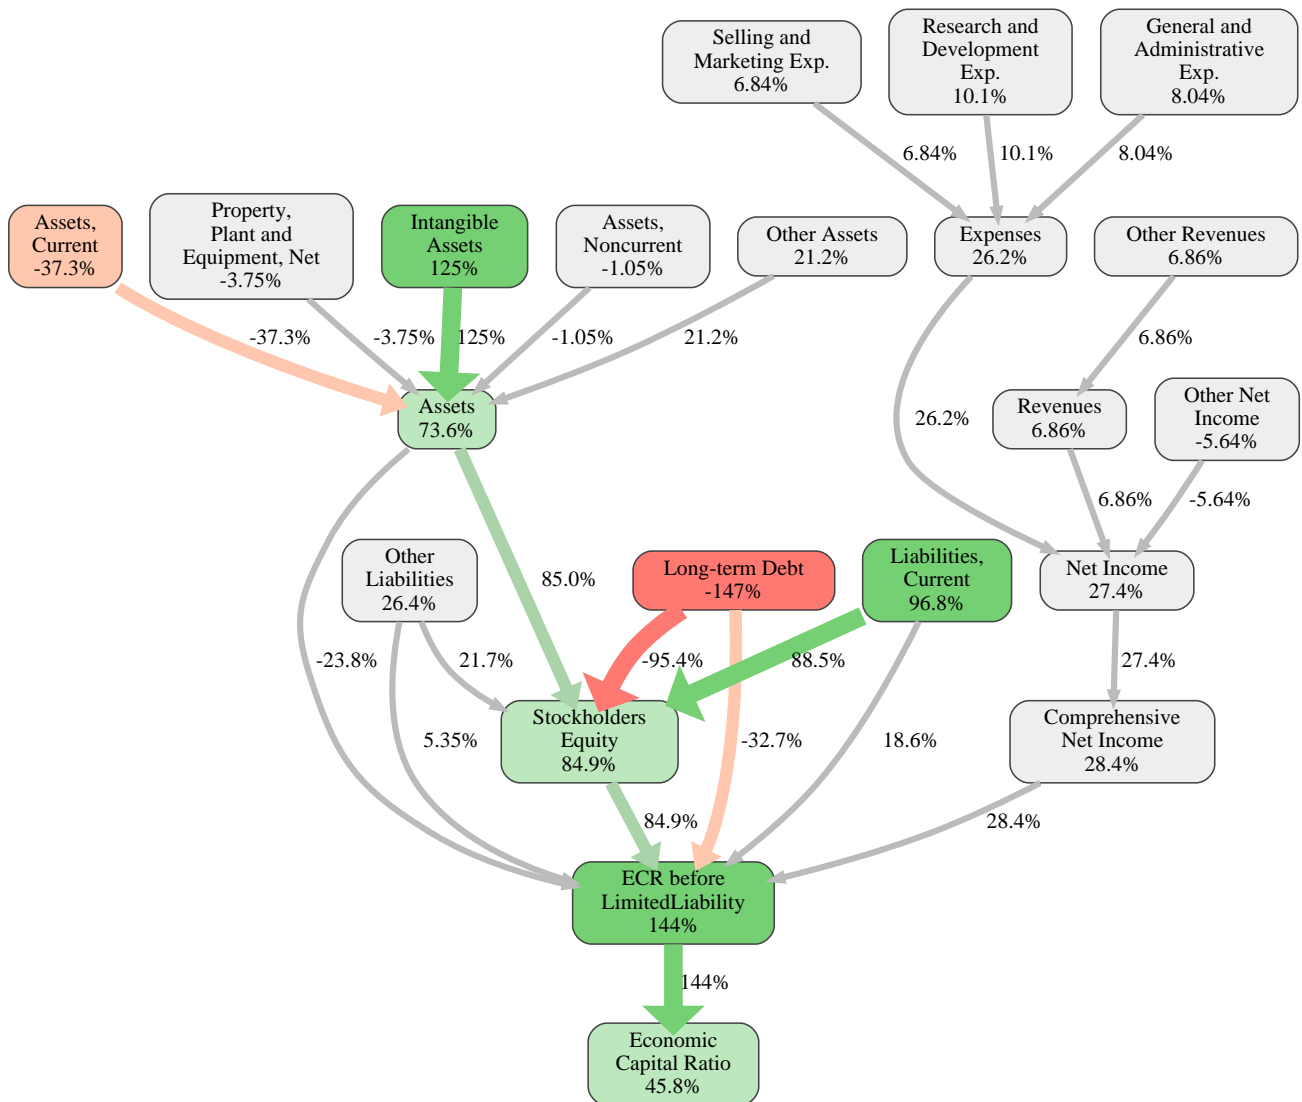 Selling and
Marketing Exp.
6.84%
Research and
Development
Exp.
10.1%
General and
Administrative
Exp.
8.04%
6.84%
10.1%
8.04%
Assets,
Current
-37.3%
Property,
Plant and
Equipment, Net
-3.75%
Intangible
Assets
125%
Assets,
Noncurrent
-1.05%
Other Assets
21.2%
Expenses
26.2%
Other Revenues
6.86%
-37.3%
-3.75%
125%
-1.05%
21.2%
6.86%
Assets
73.6%
26.2%
Revenues
6.86%
Other Net
Income
-5.64%
6.86%
-5.64%
Other
Liabilities
26.4%
85.0%
Long-term Debt
-147%
Liabilities,
Current
96.8%
Net Income
27.4%
-23.8%
21.7%
-95.4%
88.5%
27.4%
Stockholders
Equity
84.9%
5.35%
-32.7%
18.6%
Comprehensive
Net Income
28.4%
84.9%
28.4%
ECR before
LimitedLiability
144%
144%
Economic
Capital Ratio
45.8%